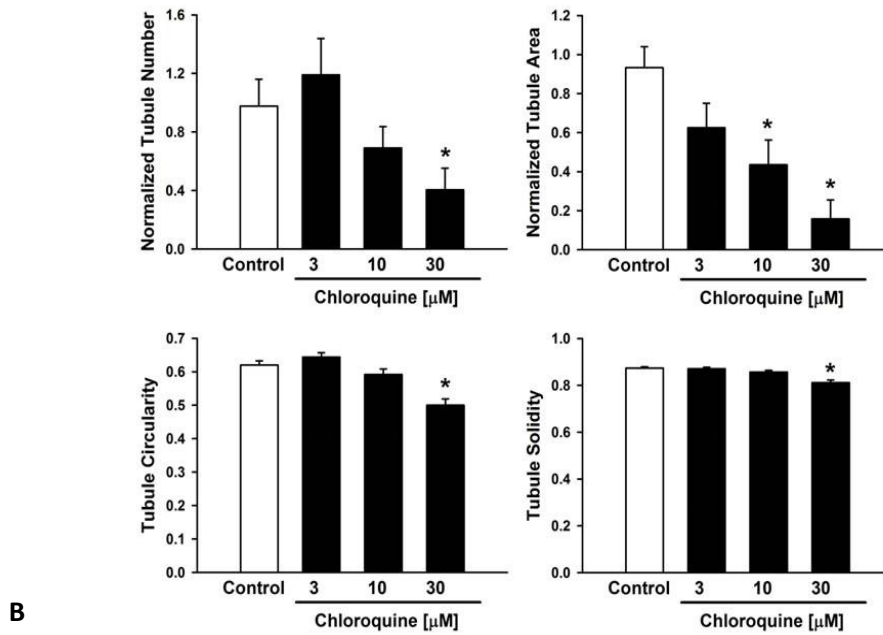 Normalized Tubule Number
1.6
1.2
0.8
0.4
0.0
*
Control 3 10 30
Chloroquine [μM]
Normalized Tubule Area
1.2
1.0
0.8
0.6
0.4
0.2
0.0
*
*
Control 3 10 30
Chloroquine [μM]
Tubule Circularity
0.7
0.6
0.5
0.4
0.3
0.2
0.1
0.0
*
Control 3 10 30
Chloroquine [μM]
Tubule Solidity
1.0
0.8
0.6
0.4
0.2
0.0
*
Control 3 10 30
Chloroquine [μM]
B